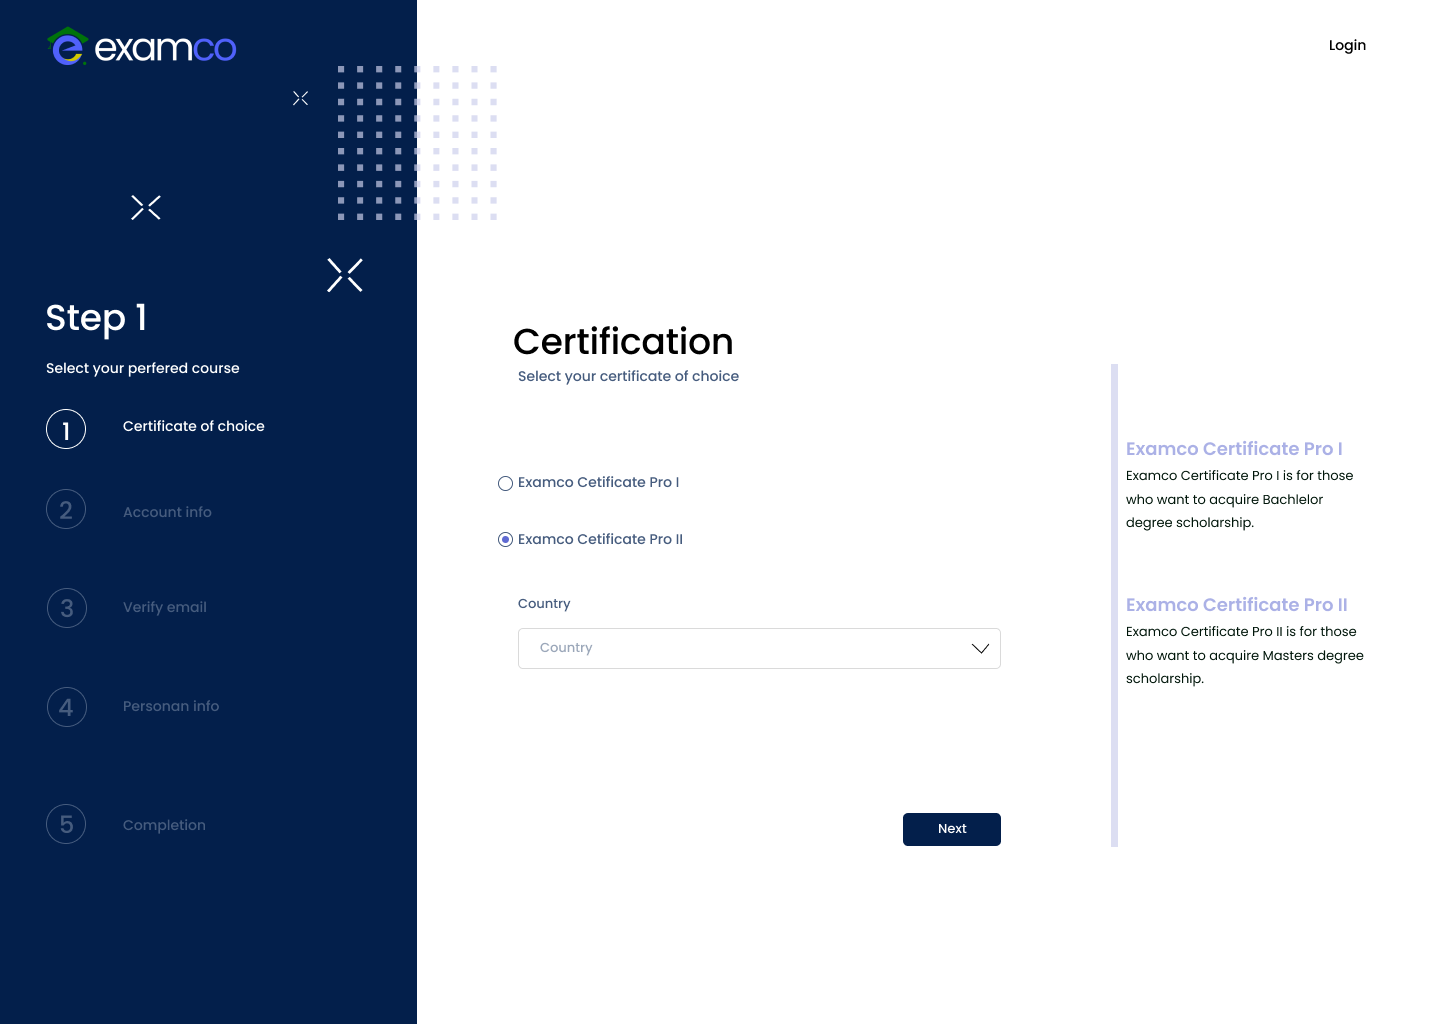 examco
Login
Step 1
Select your perfered course
1
Certificate of choice
2
Account info
3
Verify email
4
Personan info
5
Completion
Certification
Select your certificate of choice
Examco Cetificate Pro I
Examco Cetificate Pro II
Country
Country
Next
Examco Certificate Pro I
Examco Certificate Pro I is for those
who want to acquire Bachlelor
degree scholarship.
Examco Certificate Pro II
Examco Certificate Pro II is for those
who want to acquire Masters degree
scholarship.